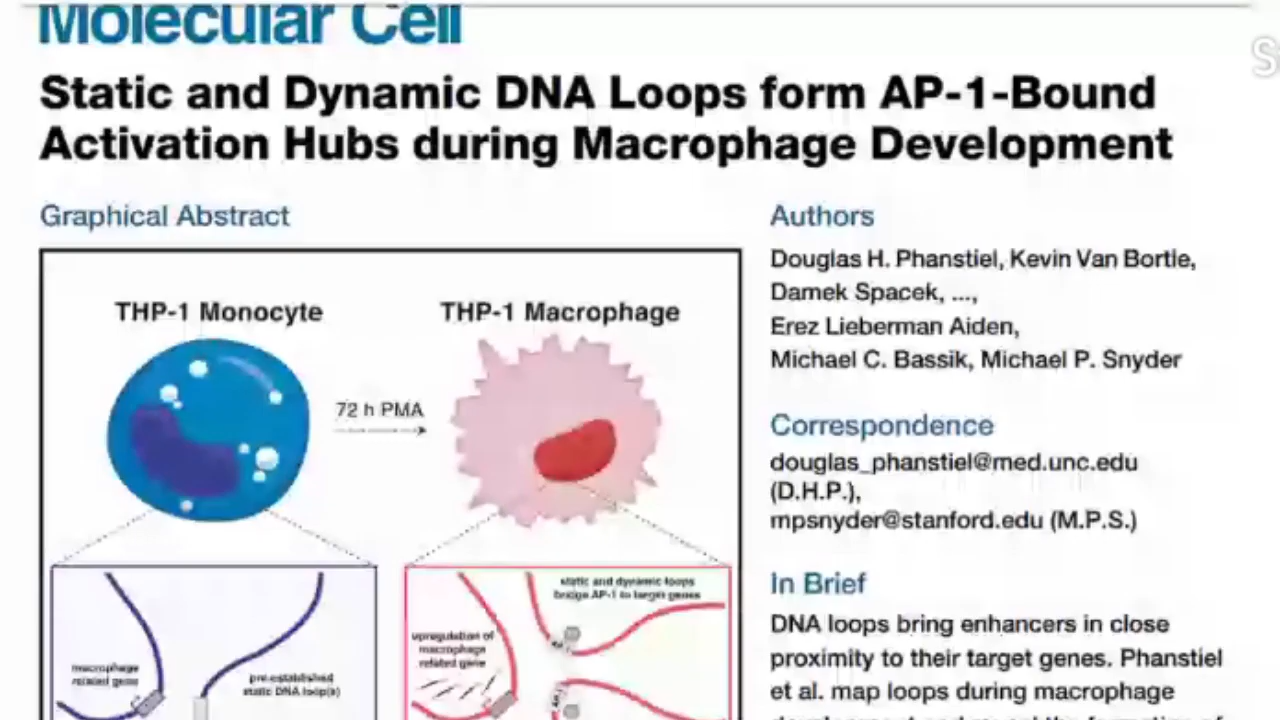 Molecular Cell
Static and Dynamic DNA Loops form AP-1-Bound
Activation Hubs during Macrophage Development
Graphical Abstract
THP-1 Monocyte
THP-1 Macrophage
72 h PMA
macrophage
related gene
pre-established
static DNA loop(s)
upregulation of
macrophage
related gene
static and dynamic loops
bridge AP-1 to target genes
Authors
Douglas H. Phanstiel, Kevin Van Bortle,
Damek Spacek, ...,
Erez Lieberman Aiden,
Michael C. Bassik, Michael P. Snyder
Correspondence
douglas_phanstiel@med.unc.edu
(D.H.P.),
mpsnyder@stanford.edu (M.P.S.)
In Brief
DNA loops bring enhancers in close
proximity to their target genes. Phanstiel
et al. map loops during macrophage